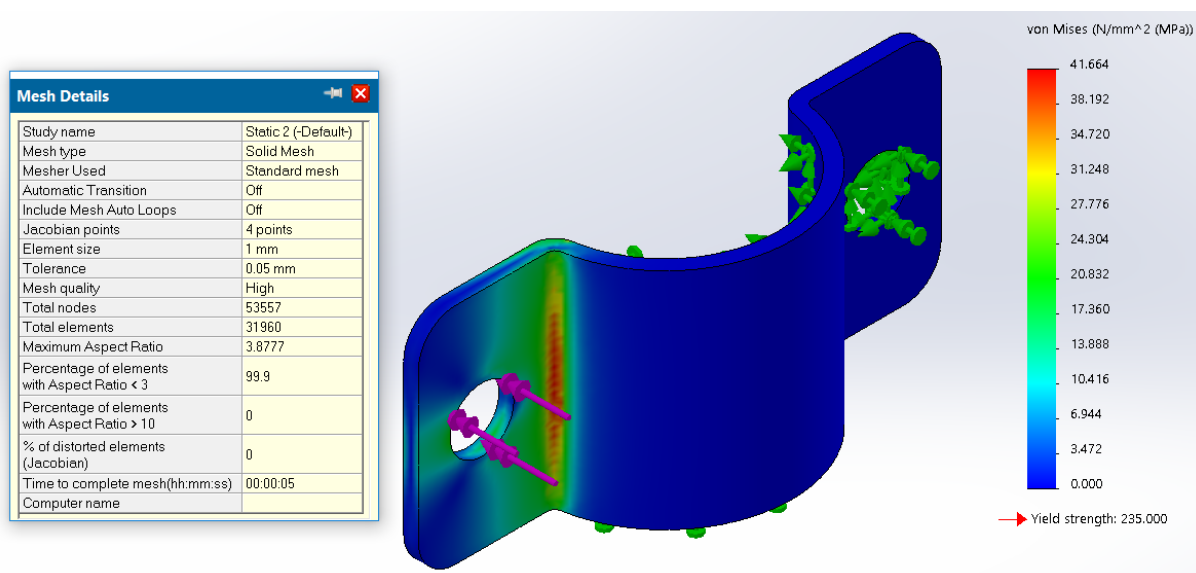 Mesh Details
Study name Static 2 (-Default-)
Mesh type Solid Mesh
Mesher Used Standard mesh
Automatic Transition Off
Include Mesh Auto Loops Off
Jacobian points 4 points
Element size 1 mm
Tolerance 0.05 mm
Mesh quality High
Total nodes 53557
Total elements 31960
Maximum Aspect Ratio 3.8777
Percentage of elements
with Aspect Ratio < 3 99.9
Percentage of elements
with Aspect Ratio > 10 0
% of distorted elements
(Jacobian) 0
Time to complete mesh(hh:mm:ss) 00:00:05
Computer name
von Mises (N/mm^2 (MPa))
41.664
38.192
34.720
31.248
27.776
24.304
20.832
17.360
13.888
10.416
6.944
3.472
0.000
Yield strength: 235.000